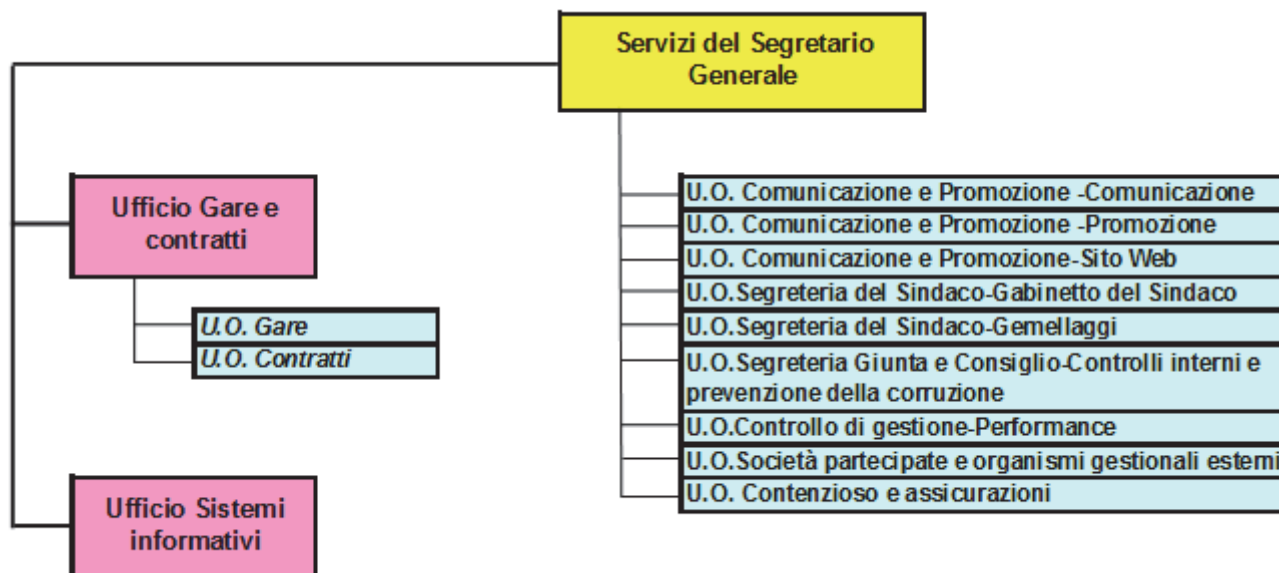 Servizi del Segretario
Generale
Ufficio Gare e
contratti
U.O. Gare
U.O. Contratti
Ufficio Sistemi
informativi
U.O. Comunicazione e Promozione -Comunicazione
U.O. Comunicazione e Promozione -Promozione
U.O. Comunicazione e Promozione-Sito Web
U.O.Segreteria del Sindaco-Gabinetto del Sindaco
U.O.Segreteria del Sindaco-Gemellaggi
U.O.Segreteria Giunta e Consiglio-Controlli interni e
prevenzione della corruzione
U.O.Controllo di gestione-Performance
U.O.Società partecipate e organismi gestionali esterni
U.O. Contenzioso e assicurazioni